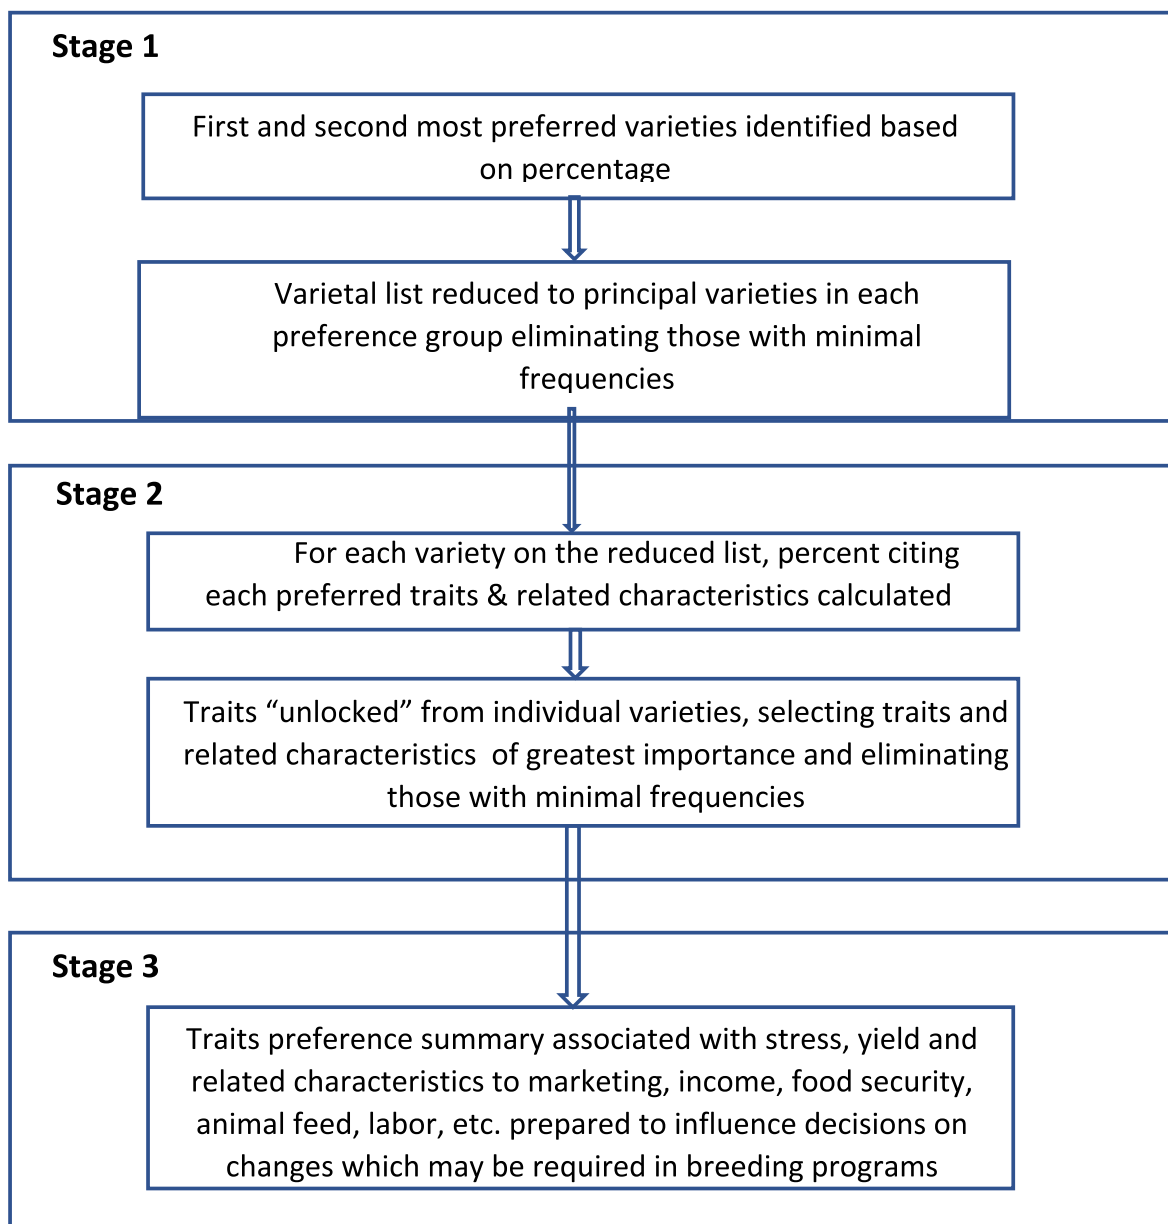 Stage 1
First and second most preferred varieties identified based
on percentage
Varietal list reduced to principal varieties in each
preference group eliminating those with minimal
frequencies
Stage 2
For each variety on the reduced list, percent citing
each preferred traits & related characteristics calculated
Traits “unlocked” from individual varieties, selecting traits and
related characteristics  of greatest importance and eliminating
those with minimal frequencies
Stage 3
Traits preference summary associated with stress, yield and
related characteristics to marketing, income, food security,
animal feed, labor, etc. prepared to influence decisions on
changes which may be required in breeding programs